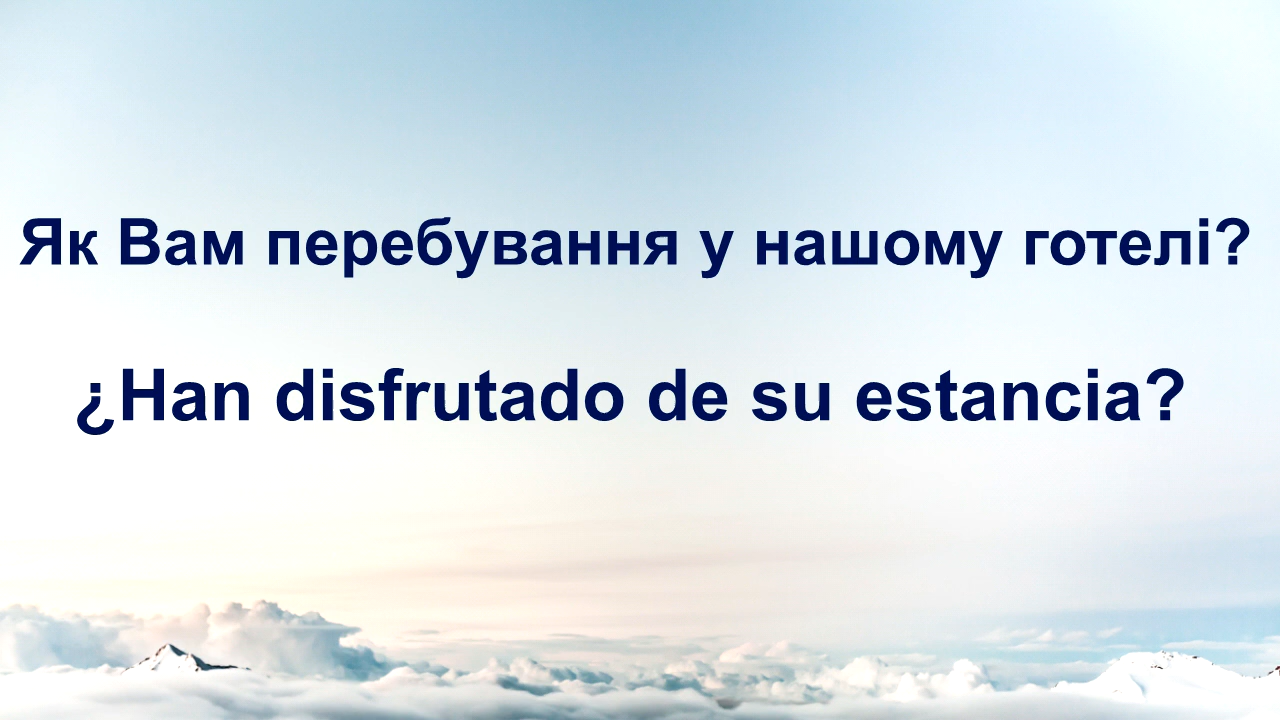 Як Вам перебування у нашому готелі?
¿Han disfrutado de su estancia?